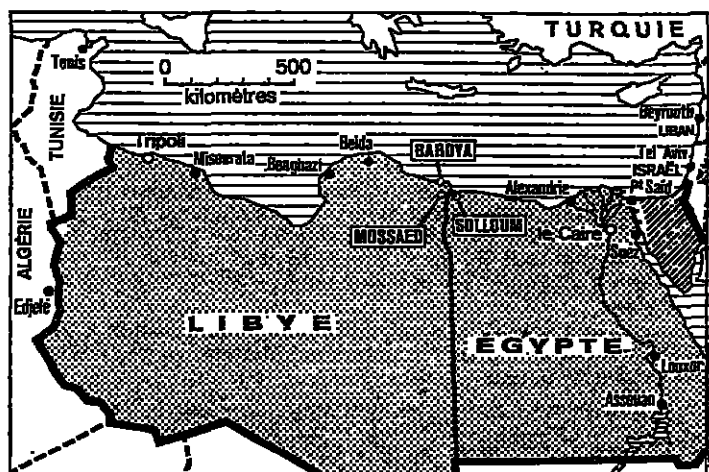 TURQUIE
Tunis
0 500
kilomètres
Beyrouth
LIBAN
TUNISIE
Tripoli
Misourata
Benghazi
Beida
BARDYA
Tel Aviv
ISRAËL
Pt Saïd
Alexandrie
MOSSAED
SOLLOUM
le Caire
Suez
ALGÉRIE
Edjelé
LIBYE
ÉGYPTE
Louxor
Assouan